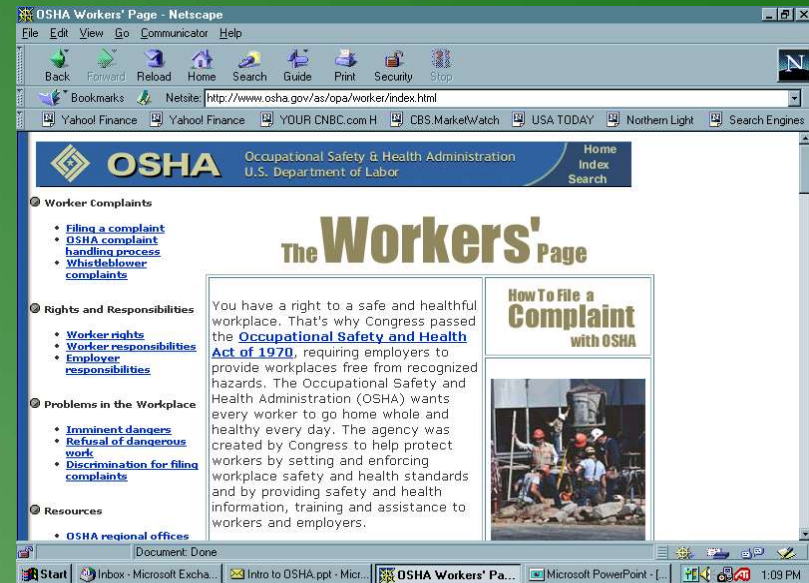 OSHA Workers' Page - Netscape
File Edit View Go Communicator Help
Back Forward Reload Home Search Guide Print Security Stop
N
Bookmarks Netsite: http://www.osha.gov/as/opa/worker/index.html
Yahoo! Finance Yahoo! Finance YOUR CNBC.com H CBS.MarketWatch USA TODAY Northern Light Search Engines
OSHA
Occupational Safety & Health Administration
U.S. Department of Labor
Home
Index
Search
Worker Complaints
Filing a complaint
OSHA complaint
handling process
Whistleblower
complaints
Rights and Responsibilities
Worker rights
Worker responsibilities
Employer
responsibilities
Problems in the Workplace
Imminent dangers
Refusal of dangerous
work
Discrimination for filing
complaints
Resources
OSHA regional offices
The Workers' Page
You have a right to a safe and healthful
workplace. That's why Congress passed
the Occupational Safety and Health
Act of 1970, requiring employers to
provide workplaces free from recognized
hazards. The Occupational Safety and
Health Administration (OSHA) wants
every worker to go home whole and
healthy every day. The agency was
created by Congress to help protect
workers by setting and enforcing
workplace safety and health standards
and by providing safety and health
information, training and assistance to
workers and employers.
How To File a
Complaint
with OSHA
Document: Done
Start Inbox - Microsoft Excha... Intro to OSHA.ppt - Micr... OSHA Workers' Pa... Microsoft PowerPoint - [... 1:09 PM